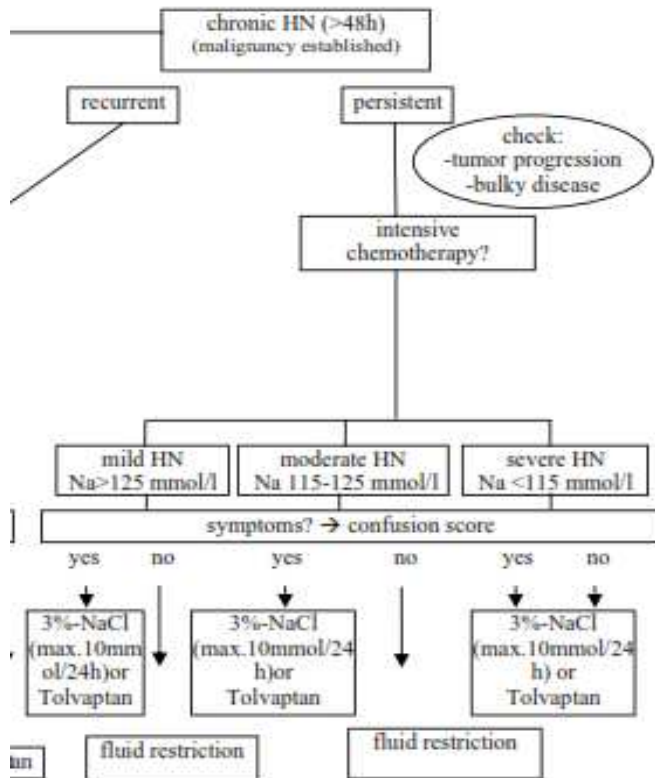 chronic HN (>48h)
(malignancy established)
recurrent
persistent
check:
-tumor progression
-bulky disease
intensive
chemotherapy?
mild HN
Na>125 mmol/l
moderate HN
Na 115-125 mmol/l
severe HN
Na <115 mmol/l
symptoms? → confusion score
yes no yes no yes no
3%-NaCl
(max.10mm
ol/24h)or
Tolvaptan
3%-NaCl
(max.10mmol/24
h)or
Tolvaptan
3%-NaCl
(max.10mmol/24
h) or
Tolvaptan
fluid restriction
fluid restriction